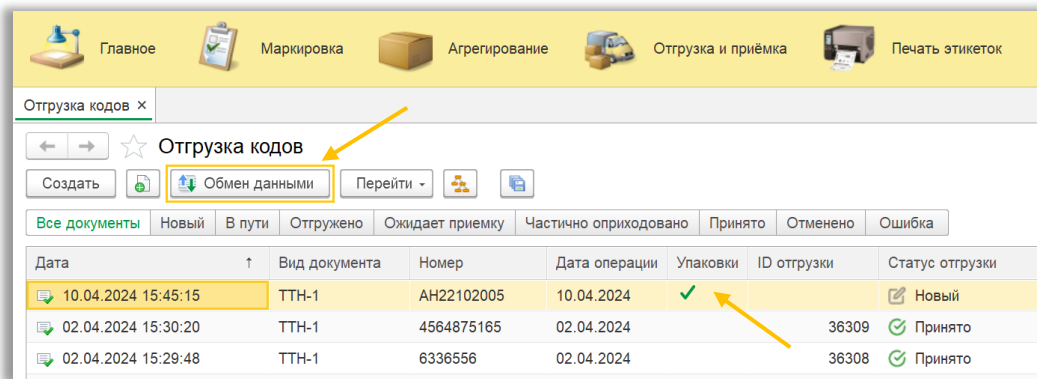 Главное Маркировка Агрегирование Отгрузка и приёмка Печать этикеток
Отгрузка кодов ×
Отгрузка кодов
Создать Обмен данными Перейти
Все документы Новый В пути Отгружено Ожидает приемку Частично оприходовано Принято Отменено Ошибка
Дата ↑ Вид документа Номер Дата операции Упаковки ID отгрузки Статус отгрузки
10.04.2024 15:45:15 ТТН-1 АН22102005 10.04.2024 Новый
02.04.2024 15:30:20 ТТН-1 4564875165 02.04.2024 36309 Принято
02.04.2024 15:29:48 ТТН-1 6336556 02.04.2024 36308 Принято